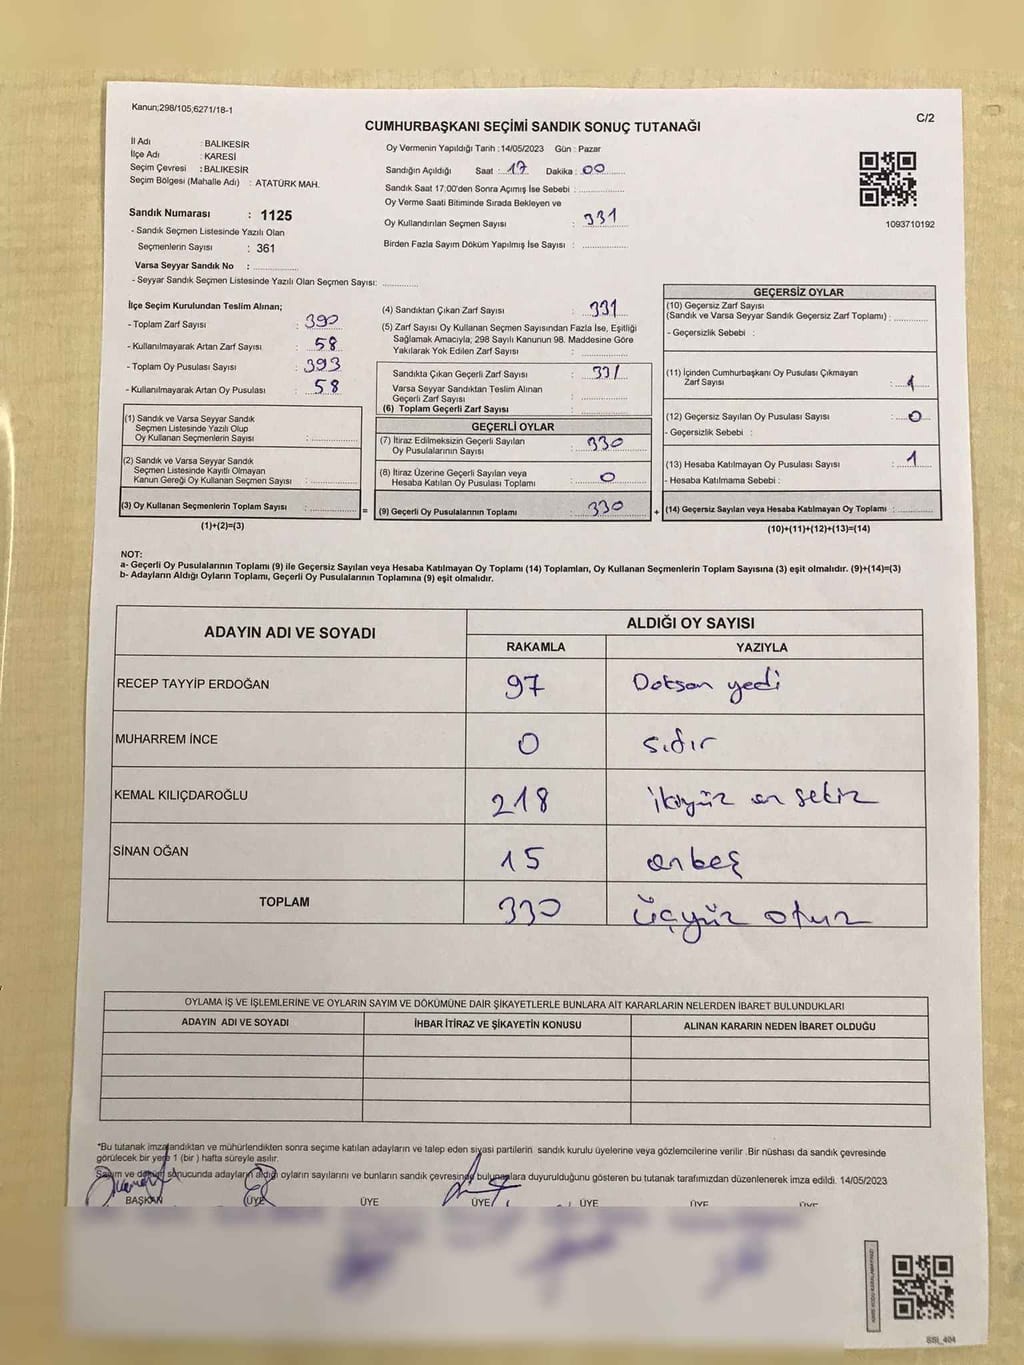 Kanun;298/105,6271/18-1
C/2
CUMHURBAŞKANI SEÇİMİ SANDIK SONUÇ TUTANAĞI
İl Adı : BALIKESİR
İlçe Adı : KARESİ
Seçim Çevresi : BALIKESİR
Seçim Bölgesi (Mahalle Adı) : ATATÜRK MAH.
Sandık Numarası : 1125
- Sandık Seçmen Listesinde Yazılı Olan
Seçmenlerin Sayısı : 361
Varsa Seyyar Sandık No :
- Seyyar Sandık Seçmen Listesinde Yazılı Olan Seçmen Sayısı:
Oy Vermenin Yapıldığı Tarih :14/05/2023 Gün : Pazar
Sandığın Açıldığı Saat : 17 Dakika : 00
Sandık Saat 17:00'den Sonra Açımış İse Sebebi :
Oy Verme Saati Bitiminde Sırada Bekleyen ve
Oy Kullandırılan Seçmen Sayısı : 331
Birden Fazla Sayım Döküm Yapılmış İse Sayısı :
1093710192
İlçe Seçim Kurulundan Teslim Alınan;
- Toplam Zarf Sayısı : 390
- Kullanılmayarak Artan Zarf Sayısı : 58
- Toplam Oy Pusulası Sayısı : 393
- Kullanılmayarak Artan Oy Pusulası : 58
(1) Sandık ve Varsa Seyyar Sandık
Seçmen Listesinde Yazılı Olup
Oy Kullanan Seçmenlerin Sayısı :
(2) Sandık ve Varsa Seyyar Sandık
Seçmen Listesinde Kayıtlı Olmayan
Kanun Gereği Oy Kullanan Seçmen Sayısı :
(3) Oy Kullanan Seçmenlerin Toplam Sayısı :
(1)+(2)=(3)
=
(4) Sandıktan Çıkan Zarf Sayısı : 331
(5) Zarf Sayısı Oy Kullanan Seçmen Sayısından Fazla İse, Eşitliği
Sağlamak Amacıyla; 298 Sayılı Kanunun 98. Maddesine Göre
Yakılarak Yok Edilen Zarf Sayısı :
Sandıkta Çıkan Geçerli Zarf Sayısı : 331
Varsa Seyyar Sandıktan Teslim Alınan
Geçerli Zarf Sayısı :
(6) Toplam Geçerli Zarf Sayısı :
GEÇERLİ OYLAR
(7) İtiraz Edilmeksizin Geçerli Sayılan
Oy Pusulalarının Sayısı : 330
(8) İtiraz Üzerine Geçerli Sayılan veya
Hesaba Katılan Oy Pusulası Toplamı : 0
(9) Geçerli Oy Pusulalarının Toplamı : 330
+
GEÇERSİZ OYLAR
(10) Geçersiz Zarf Sayısı
(Sandık ve Varsa Seyyar Sandık Geçersiz Zarf Toplamı) :
- Geçersizlik Sebebi :
(11) İçinden Cumhurbaşkanı Oy Pusulası Çıkmayan
Zarf Sayısı : 1
(12) Geçersiz Sayılan Oy Pusulası Sayısı : 0
- Geçersizlik Sebebi :
(13) Hesaba Katılmayan Oy Pusulası Sayısı : 1
- Hesaba Katılmama Sebebi :
(14) Geçersiz Sayılan veya Hesaba Katılmayan Oy Toplamı :
(10)+(11)+(12)+(13)=(14)
NOT:
a- Geçerli Oy Pusulalarının Toplamı (9) ile Geçersiz Sayılan veya Hesaba Katılmayan Oy Toplamı (14) Toplamları, Oy Kullanan Seçmenlerin Toplam Sayısına (3) eşit olmalıdır. (9)+(14)=(3)
b- Adayların Aldığı Oyların Toplamı, Geçerli Oy Pusulalarının Toplamına (9) eşit olmalıdır.
ADAYIN ADI VE SOYADI ALDIĞI OY SAYISI
RAKAMLA YAZIYLA
RECEP TAYYİP ERDOĞAN 97 Doksan yedi
MUHARREM İNCE 0 sıfır
KEMAL KILIÇDAROĞLU 218 ikiyüz on sekiz
SİNAN OĞAN 15 onbeş
TOPLAM 330 üçyüz otuz
OYLAMA İŞ VE İŞLEMLERİNE VE OYLARIN SAYIM VE DÖKÜMÜNE DAİR ŞİKAYETLERLE BUNLARA AİT KARARLARIN NELERDEN İBARET BULUNDUKLARI
ADAYIN ADI VE SOYADI İHBAR İTİRAZ VE ŞİKAYETİN KONUSU ALINAN KARARIN NEDEN İBARET OLDUĞU
*Bu tutanak imzalandıktan ve mühürlendikten sonra seçime katılan adayların ve talep eden siyasi partilerin sandık kurulu üyelerine veya gözlemcilerine verilir .Bir nüshası da sandık çevresinde
görülecek bir yere 1 (bir ) hafta süreyle asılır.
Sayım ve döküm sonucunda adayların aldığı oyların sayılarını ve bunların sandık çevresinde bulunanlara duyurulduğunu gösteren bu tutanak tarafımızdan düzenlenerek imza edildi. 14/05/2023
BAŞKAN ÜYE ÜYE ÜYE ÜYE ÜYE ÜYE
SSI_404